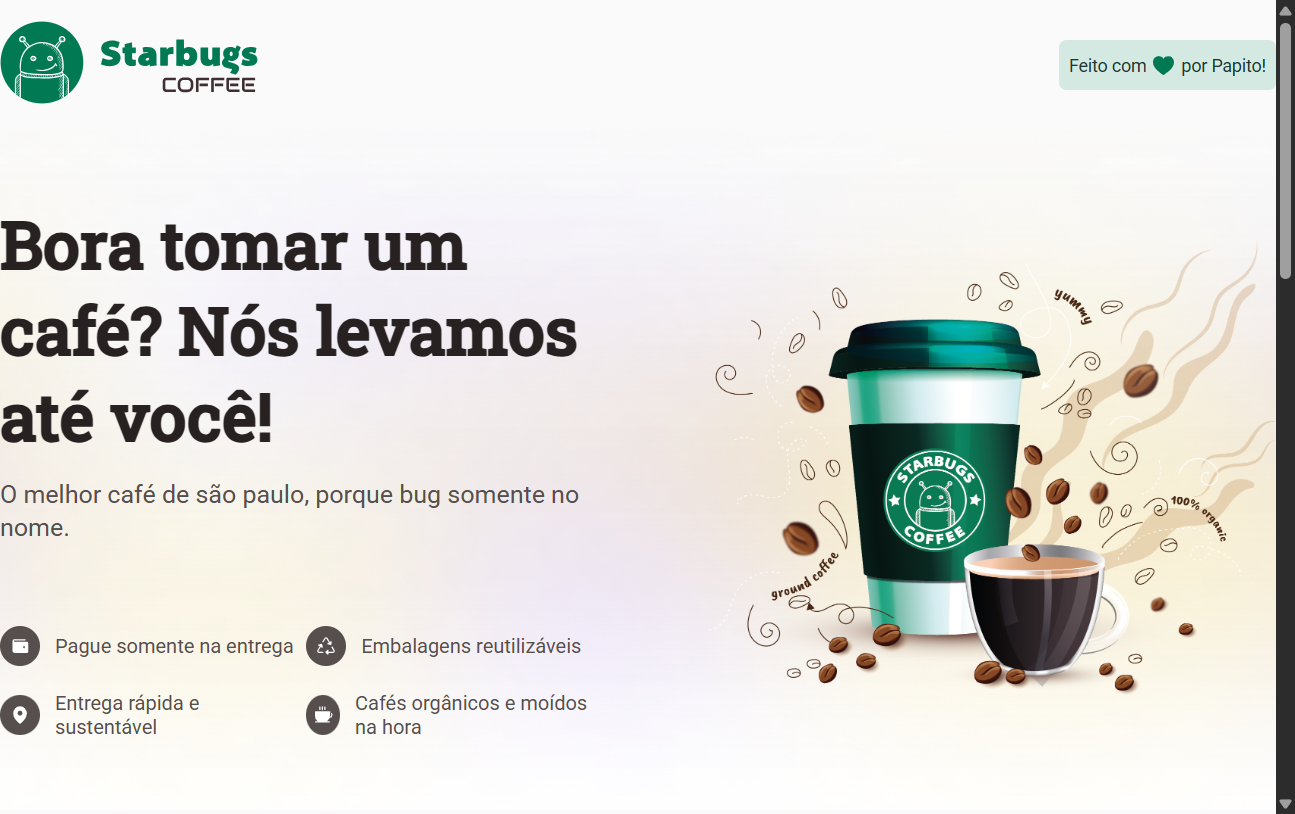 Starbugs
COFFEE
Feito com por Papito!
Bora tomar um
café? Nós levamos
até você!
O melhor café de são paulo, porque bug somente no
nome.
yummy
STARBUGS
COFFEE
100% organic
ground coffee
Pague somente na entrega
Embalagens reutilizáveis
Entrega rápida e
sustentável
Cafés orgânicos e moídos
na hora